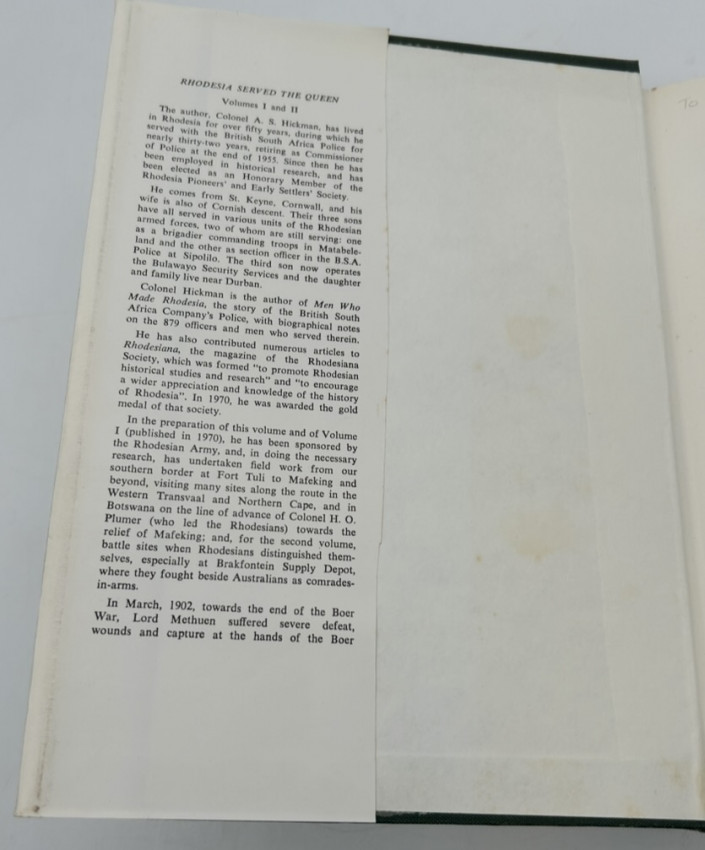 RHODESIA SERVED THE QUEEN
Volumes I and II
The author, Colonel A. S. Hickman, has lived
in Rhodesia for over fifty years, during which he
served with the British South Africa Police for
nearly thirty-two years, retiring as Commissioner
of Police at the end of 1955. Since then he has
been employed in historical research, and has
been elected as an Honorary Member of the
Rhodesia Pioneers' and Early Settlers' Society.
He comes from St. Keyne, Cornwall, and his
wife is also of Cornish descent. Their three sons
have all served in various units of the Rhodesian
armed forces, two of whom are still serving: one
as a brigadier commanding troops in Matabele-
land and the other as section officer in the B.S.A.
Police at Sipolilo. The third son now operates
the Bulawayo Security Services and the daughter
and family live near Durban.
Colonel Hickman is the author of Men Who
Made Rhodesia, the story of the British South
Africa Company's Police, with biographical notes
on the 879 officers and men who served therein.
He has also contributed numerous articles to
Rhodesiana, the magazine of the Rhodesiana
Society, which was formed "to promote Rhodesian
historical studies and research" and "to encourage
a wider appreciation and knowledge of the history
of Rhodesia". In 1970, he was awarded the gold
medal of that society.
In the preparation of this volume and of Volume
I (published in 1970), he has been sponsored by
the Rhodesian Army, and, in doing the necessary
research, has undertaken field work from our
southern border at Fort Tuli to Mafeking and
beyond, visiting many sites along the route in the
Western Transvaal and Northern Cape, and in
Botswana on the line of advance of Colonel H. O.
Plumer (who led the Rhodesians) towards the
relief of Mafeking; and, for the second volume,
battle sites when Rhodesians distinguished them-
selves, especially at Brakfontein Supply Depot,
where they fought beside Australians as comrades-
in-arms.
In March, 1902, towards the end of the Boer
War, Lord Methuen suffered severe defeat,
wounds and capture at the hands of the Boer
TO